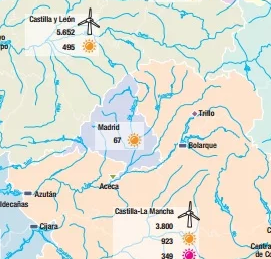 Castilla y León
5.652
495
Trillo
Madrid
67
Bolarque
Aceca
Azután
ldecañas
Castilla-La Mancha
3.800
Cijara
923
349